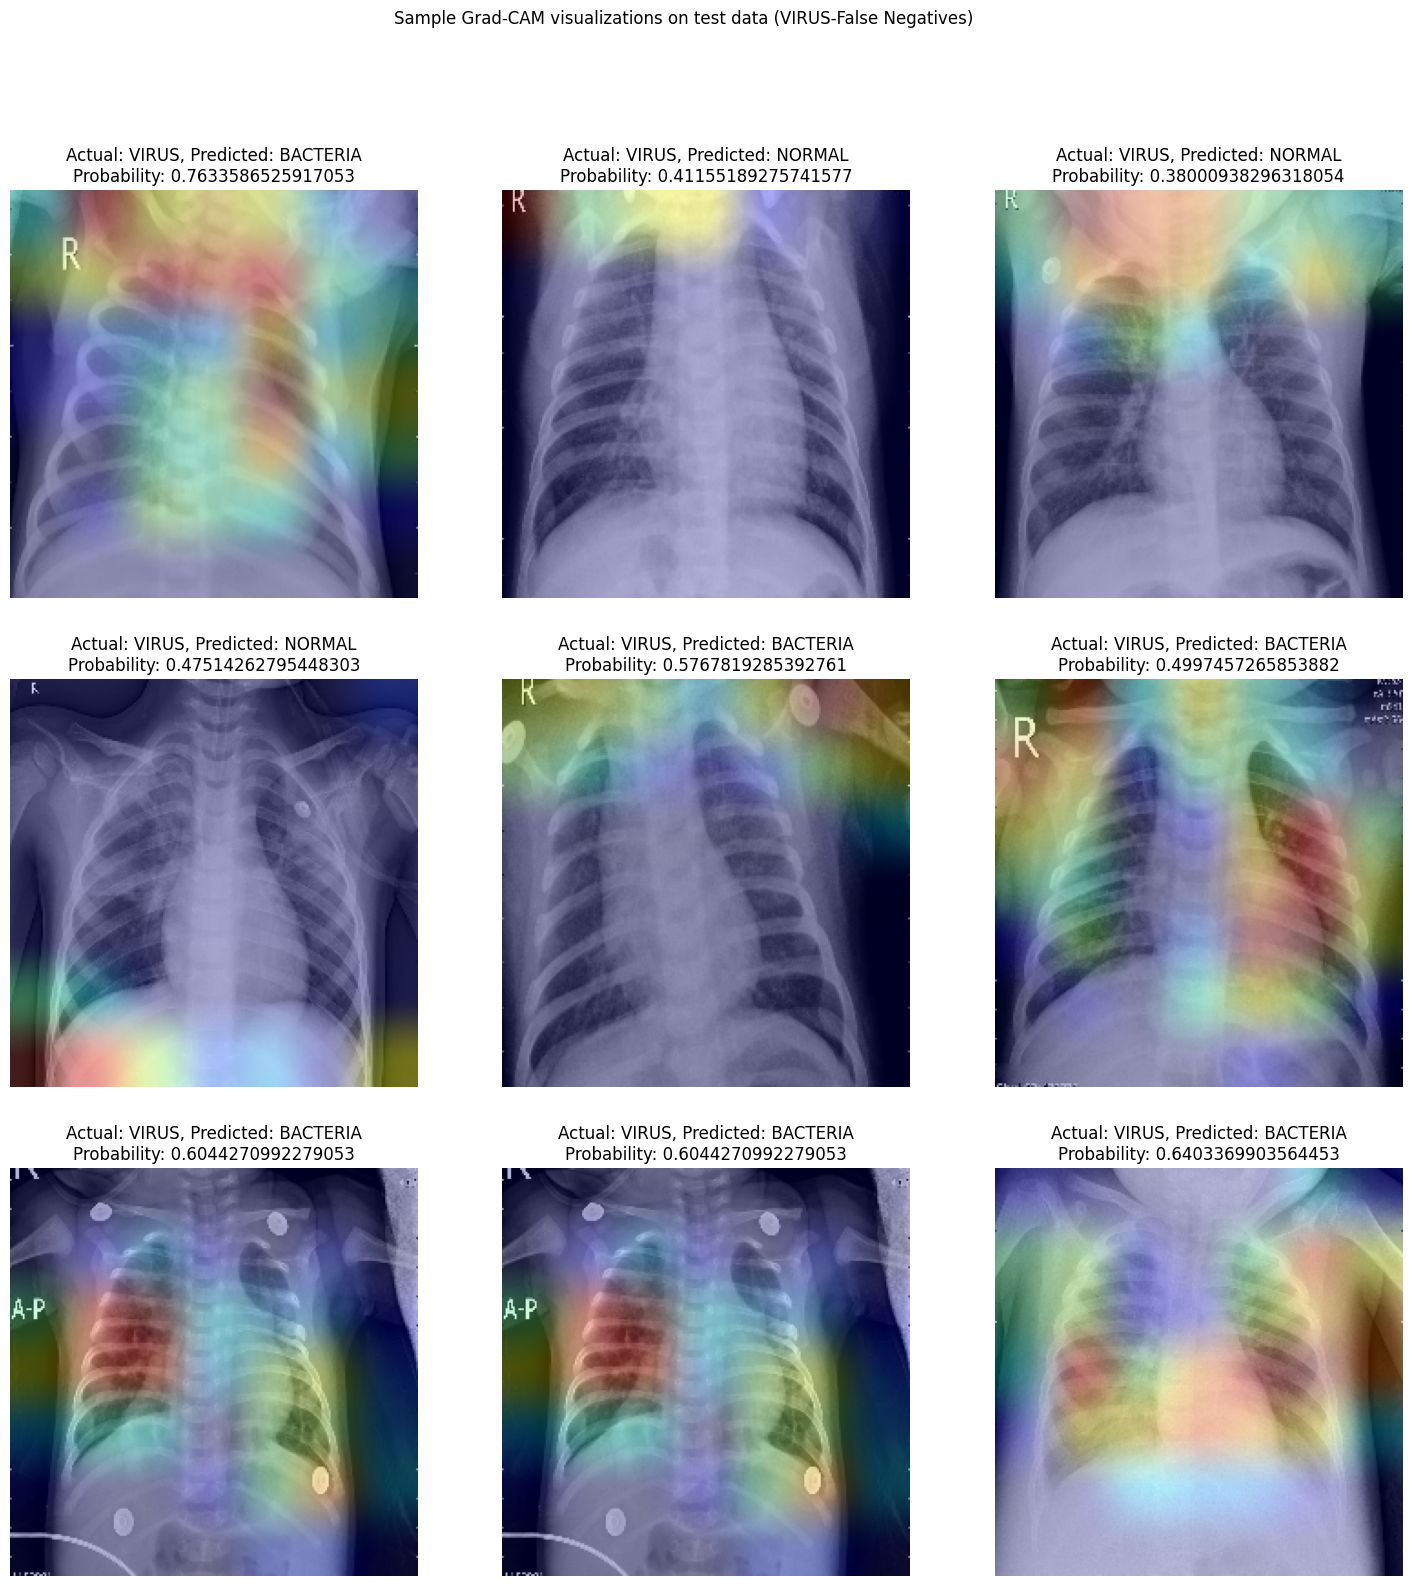 Sample Grad-CAM visualizations on test data (VIRUS-False Negatives)
Actual: VIRUS, Predicted: BACTERIA
Probability: 0.7633586525917053
Actual: VIRUS, Predicted: NORMAL
Probability: 0.41155189275741577
Actual: VIRUS, Predicted: NORMAL
Probability: 0.38000938296318054
R
R
R
Actual: VIRUS, Predicted: NORMAL
Probability: 0.47514262795448303
Actual: VIRUS, Predicted: BACTERIA
Probability: 0.5767819285392761
Actual: VIRUS, Predicted: BACTERIA
Probability: 0.4997457265853882
R
R
R
Actual: VIRUS, Predicted: BACTERIA
Probability: 0.6044270992279053
Actual: VIRUS, Predicted: BACTERIA
Probability: 0.6044270992279053
Actual: VIRUS, Predicted: BACTERIA
Probability: 0.6403369903564453
R
R
A-P
A-P